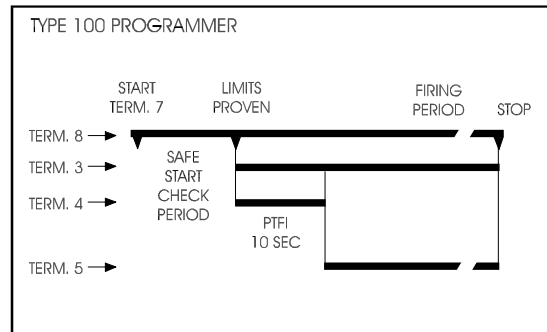 TYPE 100 PROGRAMMER
START
TERM. 7
LIMITS
PROVEN
FIRING
PERIOD
STOP
TERM. 8
TERM. 3
SAFE
START
CHECK
PERIOD
TERM. 4
PTFI
10 SEC
TERM. 5